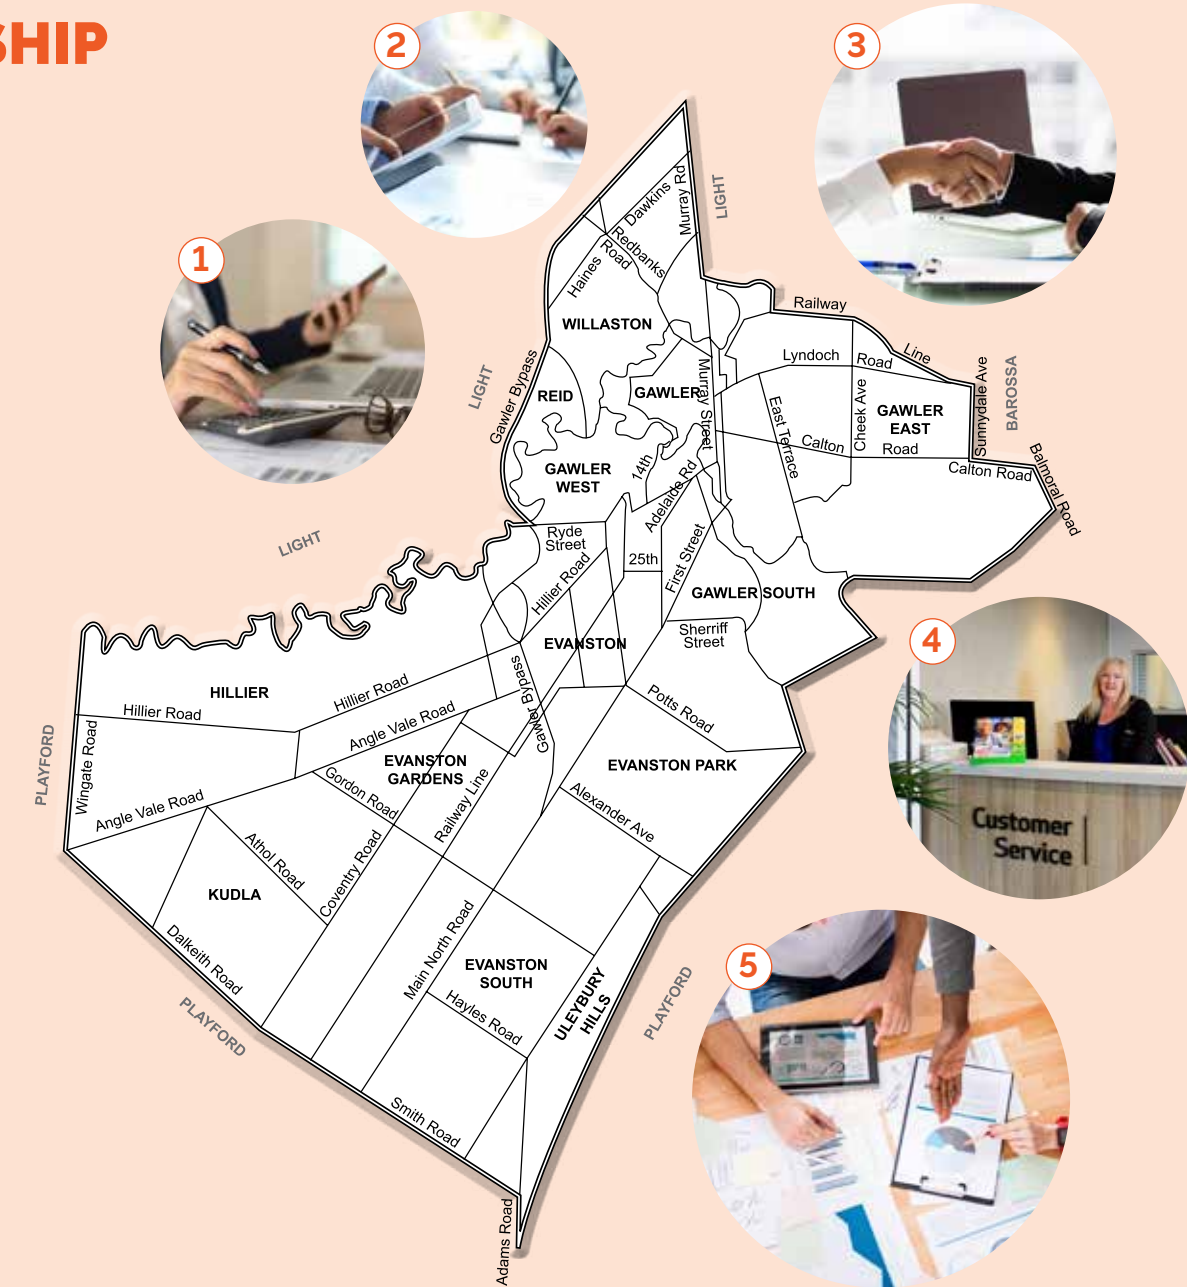 SHIP
2
3
1
LIGHT
Dawkins
Murray Rd
Redbanks
Road
Haines
Railway
Line
WILLASTON
Lyndoch
Road
Gawler Bypass
LIGHT
REID
GAWLER
Murray Street
East Terrace
Cheek Ave
GAWLER
EAST
Sunnydale Ave
BAROSSA
Calton
Road
Calton Road
Balmoral Road
GAWLER
WEST
14th
Adelaide Rd
LIGHT
Ryde
Street
25th
First Street
Hillier Road
GAWLER SOUTH
Sherriff
Street
EVANSTON
4
HILLIER
Hillier Road
Hillier Road
Gawler Bypass
Potts Road
Angle Vale Road
PLAYFORD
Wingate Road
EVANSTON
GARDENS
EVANSTON PARK
Gordon Road
Railway Line
Alexander Ave
Angle Vale Road
Athol Road
Coventry Road
Customer
Service
KUDLA
Dalkeith Road
Main North Road
EVANSTON
SOUTH
Hayles Road
ULEYBURY
HILLS
PLAYFORD
PLAYFORD
5
Smith Road
Adams Road